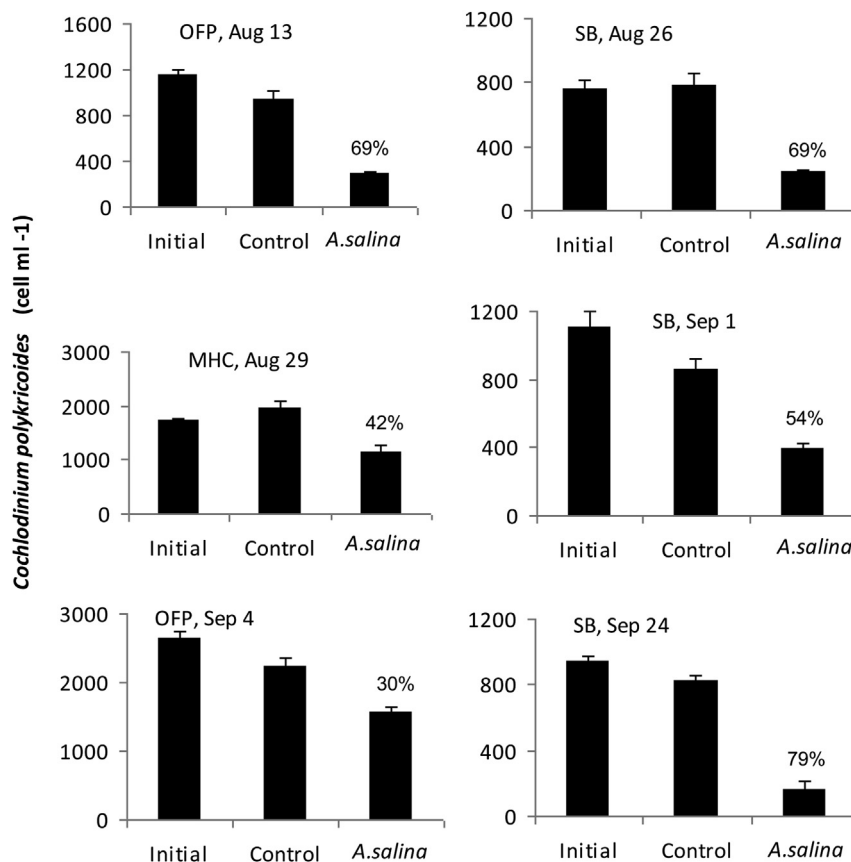 Cochlodinium polykricoides (cell ml -1)
OFP, Aug 13
1600
1200
800
400
0
69%
Initial Control A.salina
SB, Aug 26
1200
800
400
0
69%
Initial Control A.salina
MHC, Aug 29
3000
2000
1000
0
42%
Initial Control A.salina
SB, Sep 1
1200
800
400
0
54%
Initial Control A.salina
OFP, Sep 4
3000
2000
1000
0
30%
Initial Control A.salina
SB, Sep 24
1200
800
400
0
79%
Initial Control A.salina